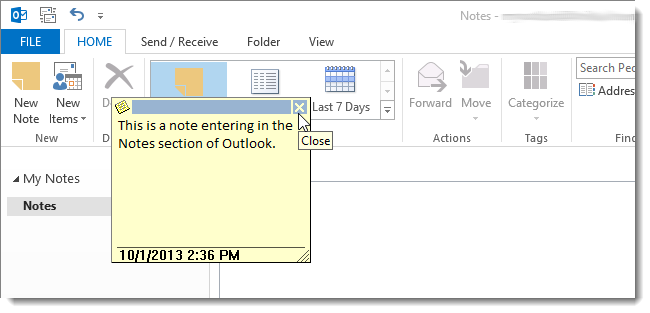 Notes -
FILE
HOME
Send / Receive
Folder
View
New
Note
New
Items
Last 7 Days
Forward
Move
Categorize
Search Peo
Addres
New
Actions
Tags
Find
This is a note entering in the
Notes section of Outlook.
Close
10/1/2013 2:36 PM
My Notes
Notes